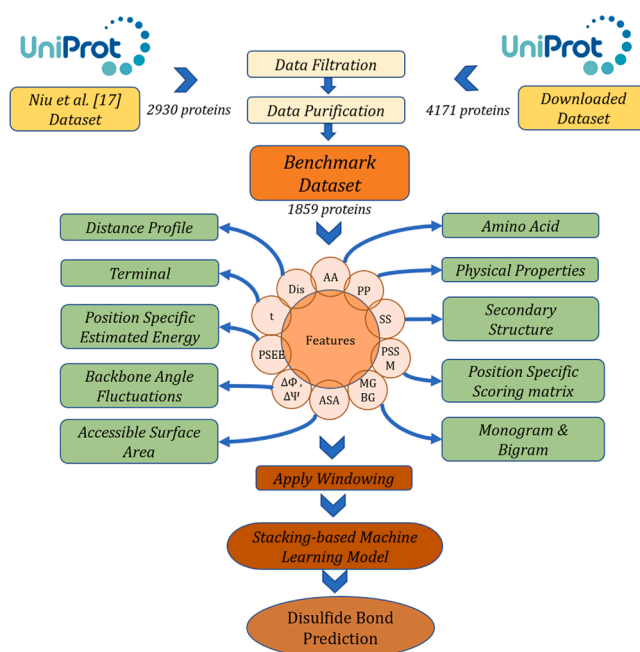 UniProt
UniProt
Data Filtration
Niu et al. [17]
Dataset
2930 proteins
Data Purification
4171 proteins
Downloaded
Dataset
Benchmark
Dataset
1859 proteins
Distance Profile
Amino Acid
Terminal
Physical Properties
Position Specific
Estimated Energy
Secondary
Structure
Backbone Angle
Fluctuations
Position Specific
Scoring matrix
Accessible Surface
Area
Monogram &
Bigram
Dis
AA
PP
t
SS
Features
PSEE
PSS
M
ΔΦ ,
ΔΨ
ASA
MG
BG
Apply Windowing
Stacking-based Machine
Learning Model
Disulfide Bond
Prediction